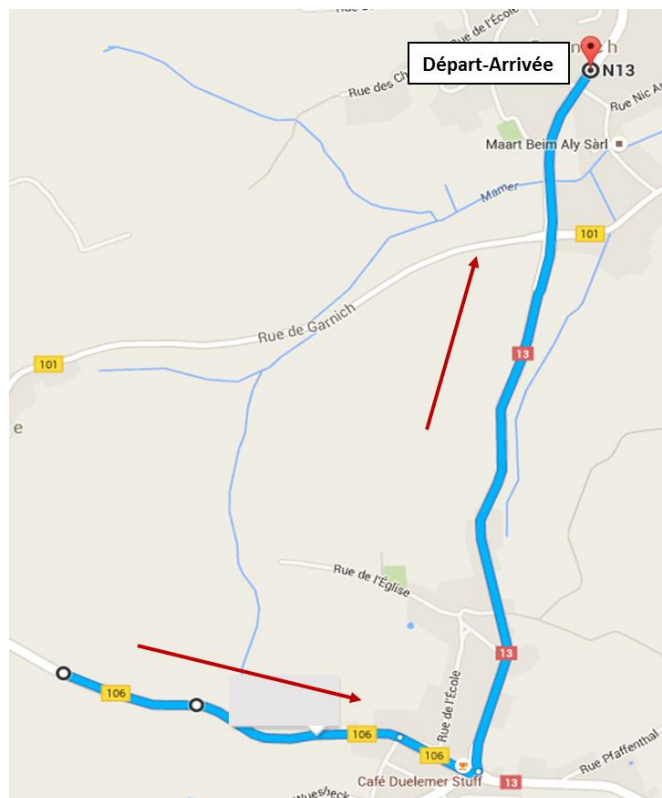 Rue de l'École
Départ-Arrivée
N13
Rue des
Rue Nic
Maart Beim Aly Sàrl
Mamer
101
Rue de Garnich
101
13
e
Rue de l'Église
13
106
Rue de l'École
106
106
Rue Pfaffenthal
Café Duelemer Stuff
13